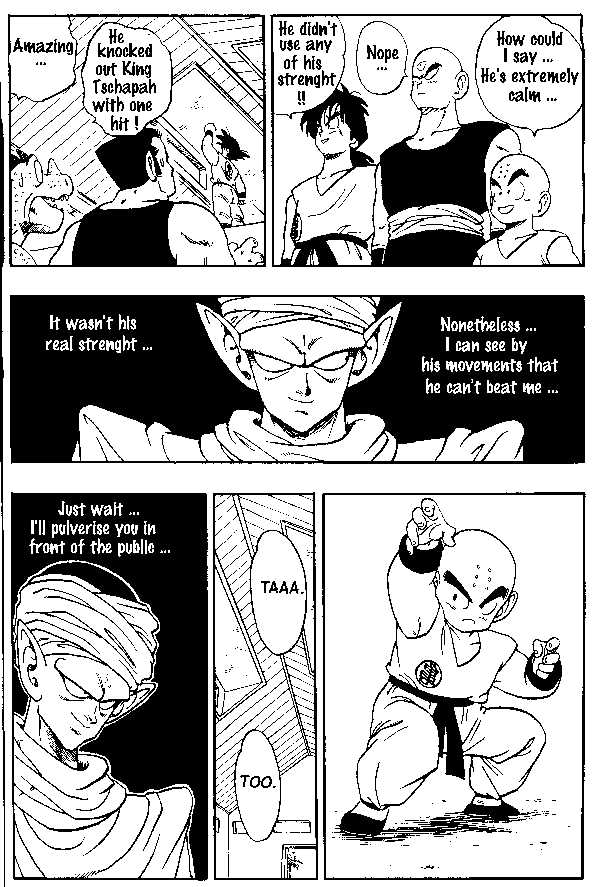 Amazing
...
He
knocked
out King
Tschapah
with one
hit !
He didn't
use any
of his
strenght
!!
Nope
...
How could
I say ...
He's extremely
calm ...
It wasn't his
real strenght ...
Nonetheless ...
I can see by
his movements that
he can't beat me ...
Just wait ...
I'll pulverise you in
front of the public ...
TAAA.
TOO.